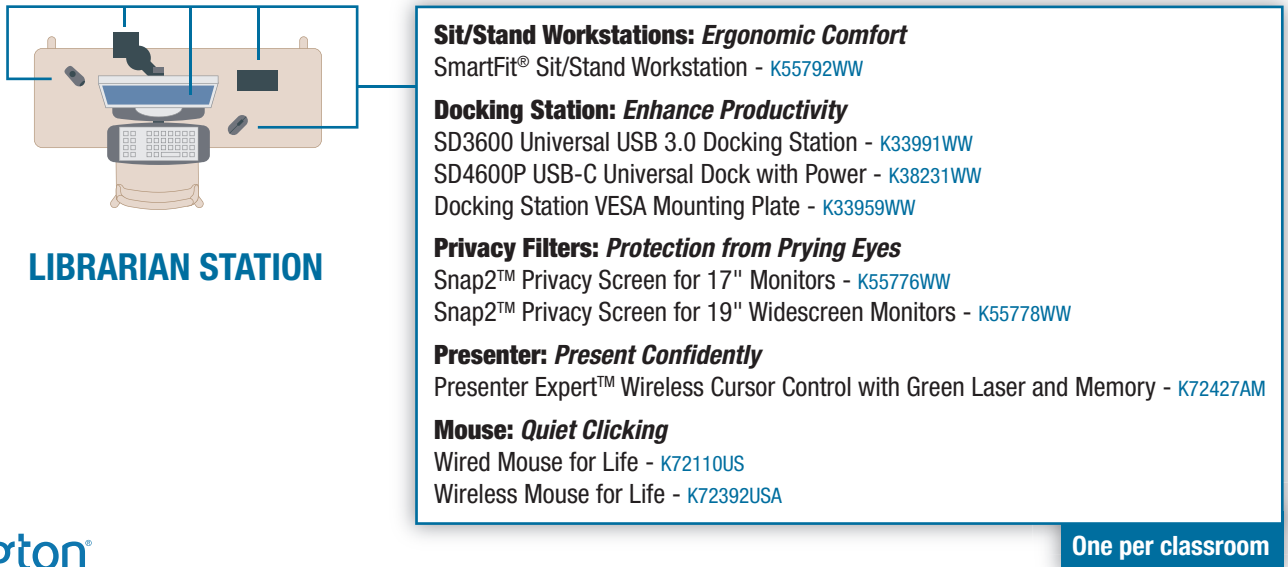 Sit/Stand Workstations: Ergonomic Comfort
SmartFit® Sit/Stand Workstation - K55792WW
Docking Station: Enhance Productivity
SD3600 Universal USB 3.0 Docking Station - K33991WW
SD4600P USB-C Universal Dock with Power - K38231WW
Docking Station VESA Mounting Plate - K33959WW
Privacy Filters: Protection from Prying Eyes
Snap2™ Privacy Screen for 17" Monitors - K55776WW
Snap2™ Privacy Screen for 19" Widescreen Monitors - K55778WW
Presenter: Present Confidently
Presenter Expert™ Wireless Cursor Control with Green Laser and Memory - K72427AM
Mouse: Quiet Clicking
Wired Mouse for Life - K72110US
Wireless Mouse for Life - K72392USA
LIBRARIAN STATION
One per classroom